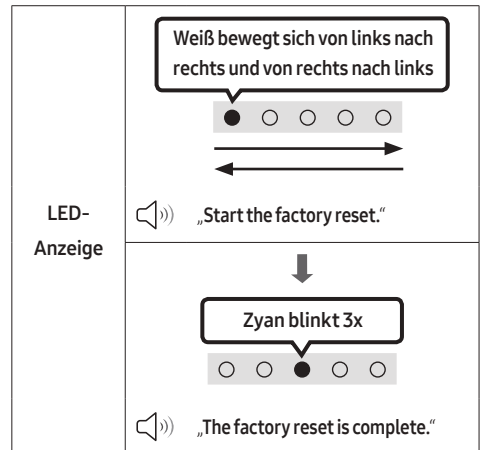 Weiß bewegt sich von links nach
rechts und von rechts nach links
LED-
Anzeige
„Start the factory reset.“
Zyan blinkt 3x
„The factory reset is complete.“